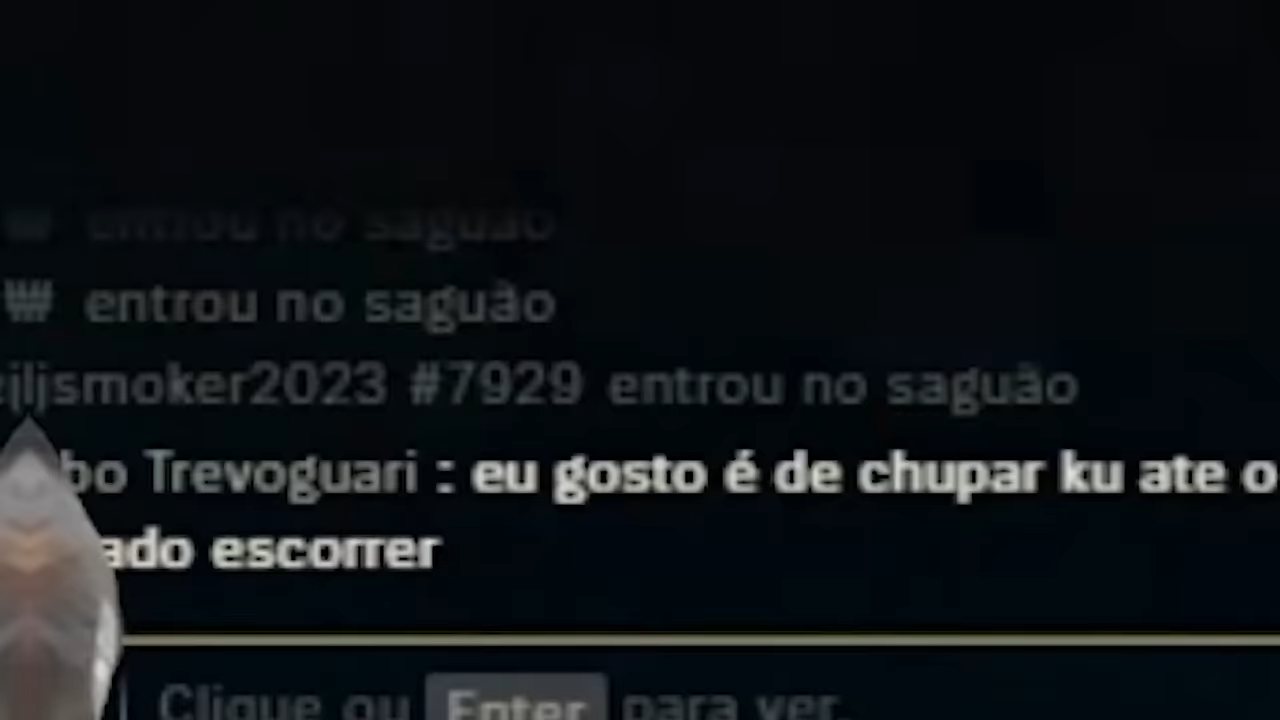 ₩ entrou no saguão
₩ entrou no saguão
ejljsmoker2023 #7929 entrou no saguão
bo Trevoguari : eu gosto é de chupar ku ate o
ado escorrer
Clique ou Enter para ver.